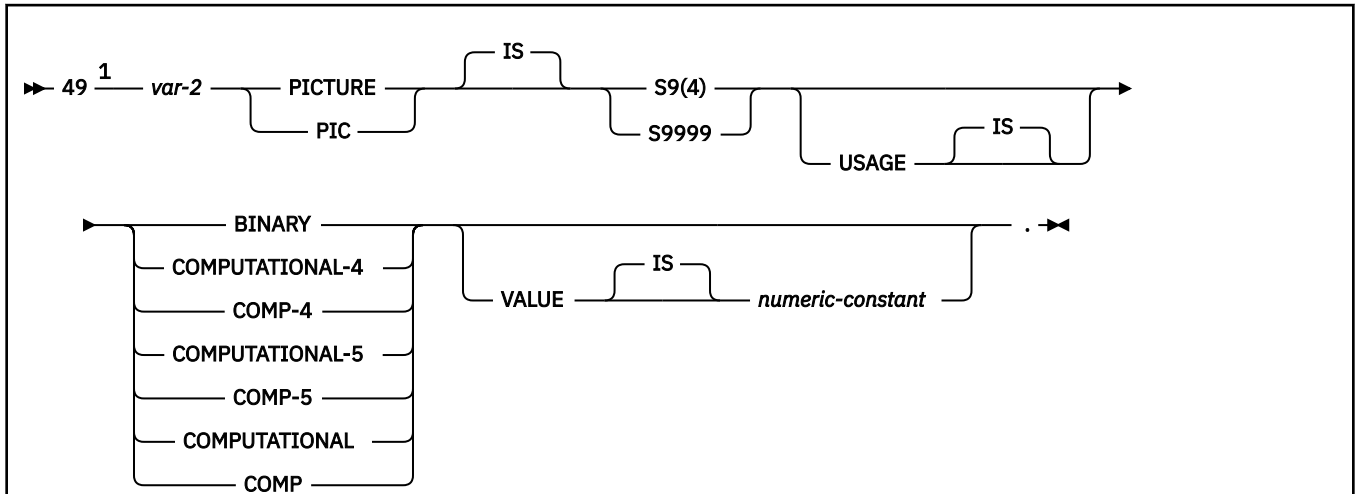 IS
1
49 var-2 PICTURE S9(4)
PIC S9999
IS
USAGE
BINARY .
COMPUTATIONAL-4
IS
COMP-4 VALUE numeric-constant
COMPUTATIONAL-5
COMP-5
COMPUTATIONAL
COMP